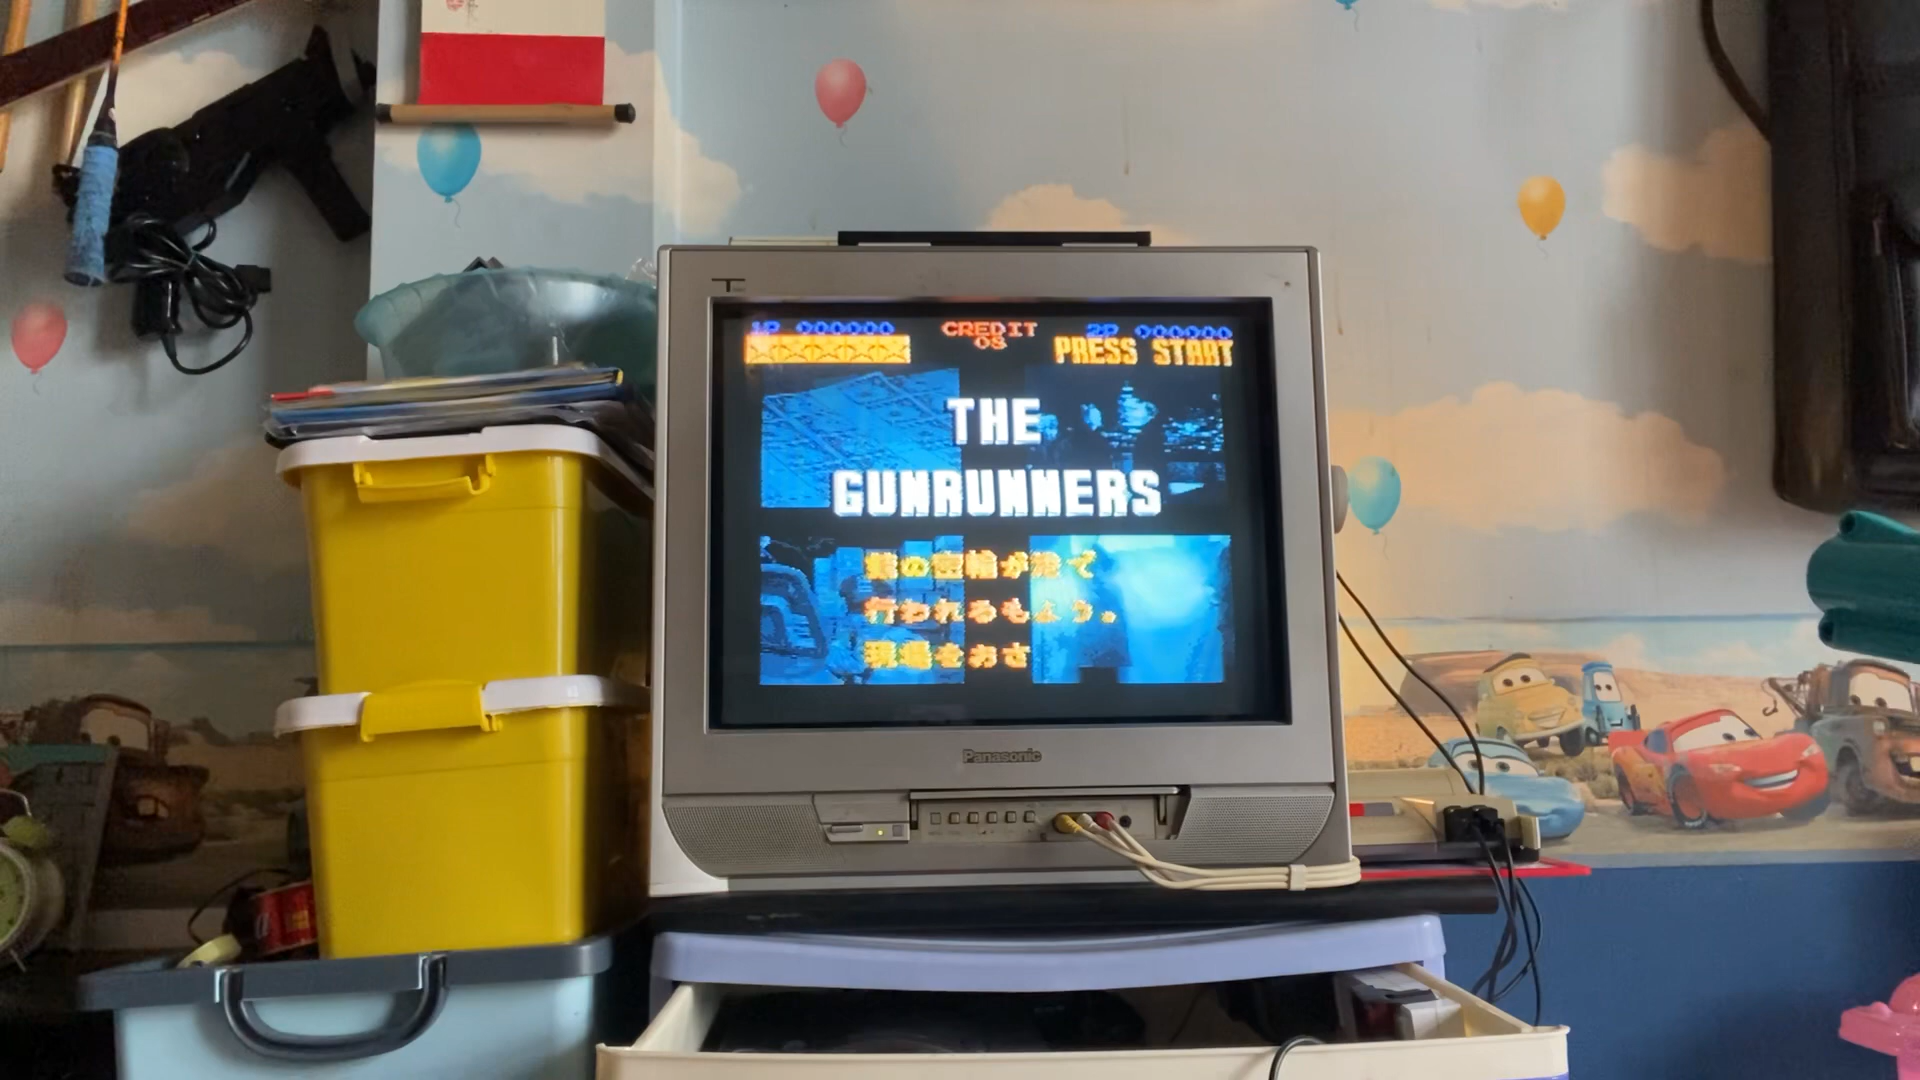 1P 000000
CREDIT
08
2P 000000
PRESS START
THE
GUNRUNNERS
銃の密輸が港で
行われるもよう。
現場をおさ
Panasonic